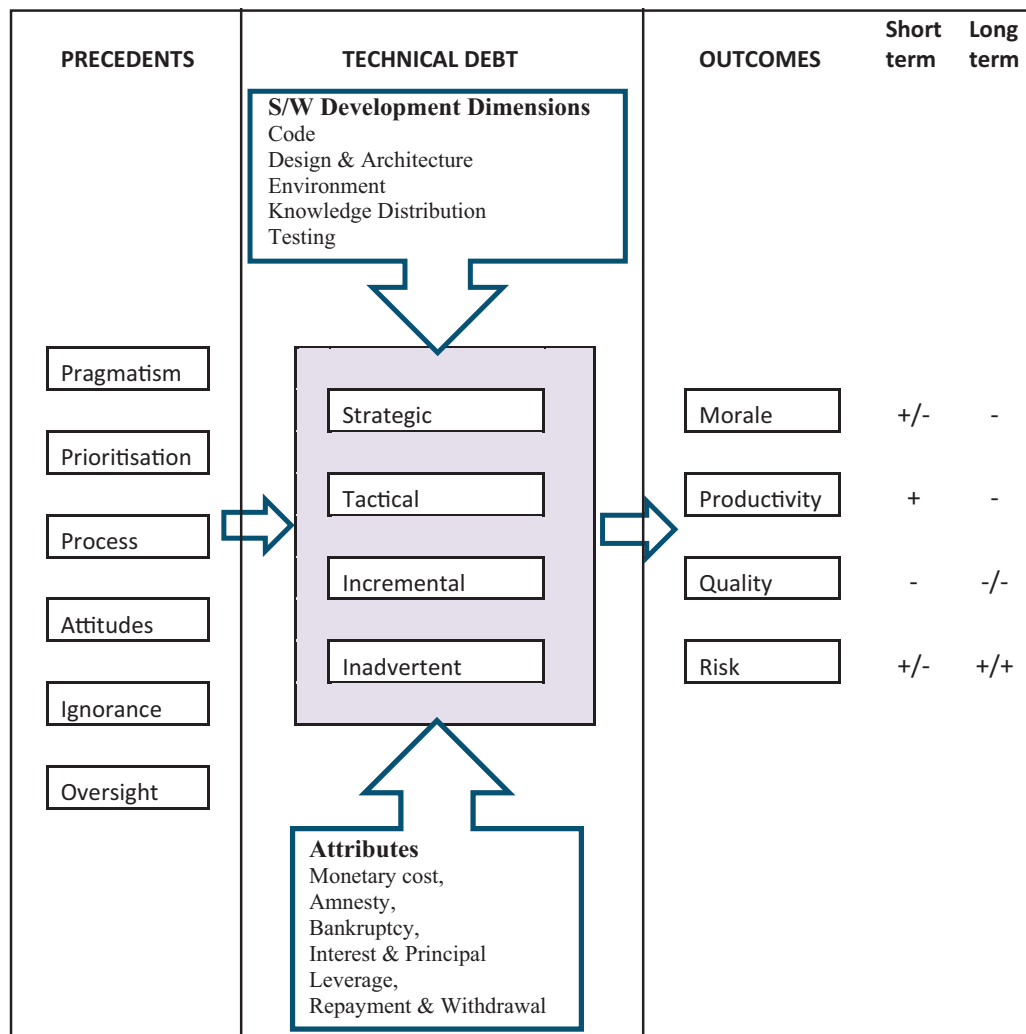 PRECEDENTS
TECHNICAL DEBT
OUTCOMES
Short
term
Long
term
S/W Development Dimensions
Code
Design & Architecture
Environment
Knowledge Distribution
Testing
Pragmatism
Prioritisation
Process
Attitudes
Ignorance
Oversight
Strategic
Tactical
Incremental
Inadvertent
Attributes
Monetary cost,
Amnesty,
Bankruptcy,
Interest & Principal
Leverage,
Repayment & Withdrawal
Morale +/- -
Productivity + -
Quality - -/-
Risk +/- +/+